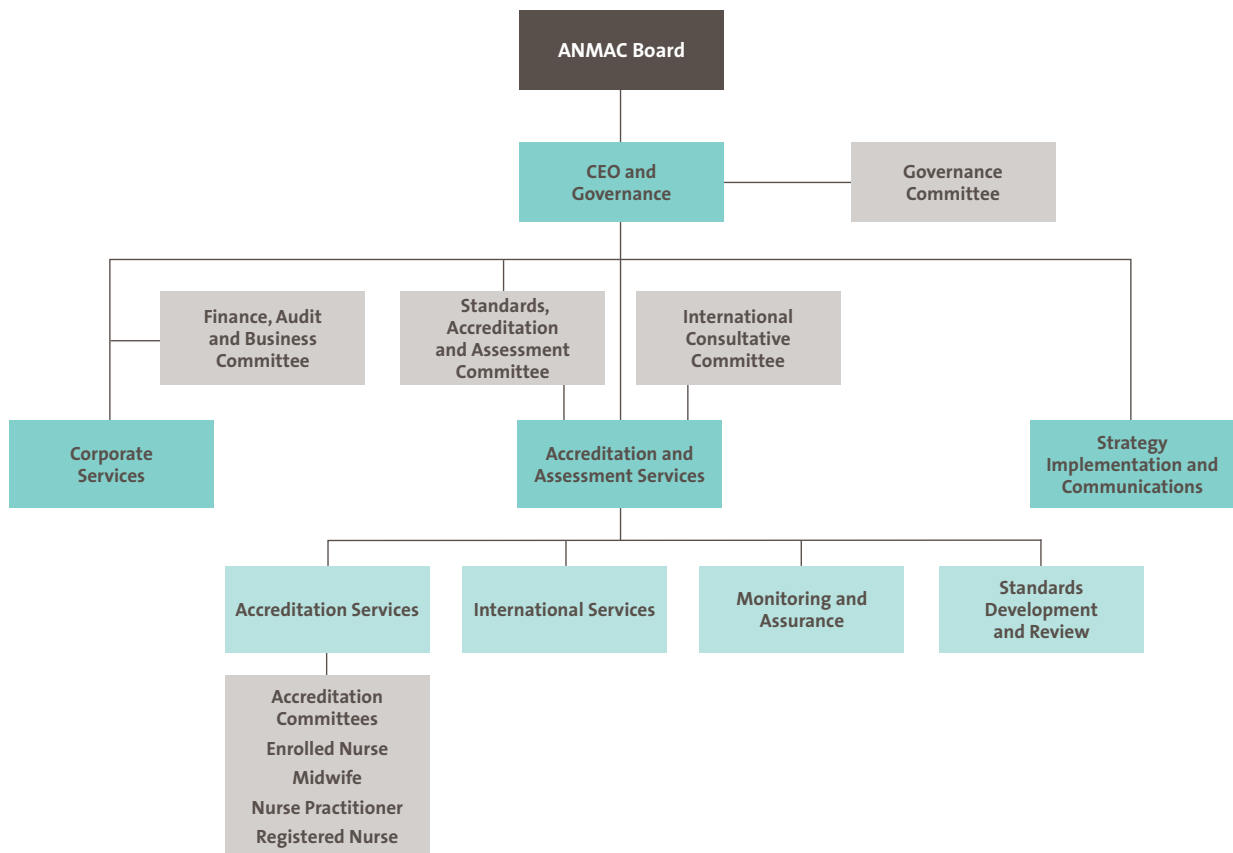 ANMAC Board
CEO and
Governance
Governance
Committee
Finance, Audit
and Business
Committee
Standards,
Accreditation
and Assessment
Committee
International
Consultative
Committee
Corporate
Services
Accreditation and
Assessment Services
Strategy
Implementation and
Communications
Accreditation Services
International Services
Monitoring and
Assurance
Standards
Development
and Review
Accreditation
Committees
Enrolled Nurse
Midwife
Nurse Practitioner
Registered Nurse